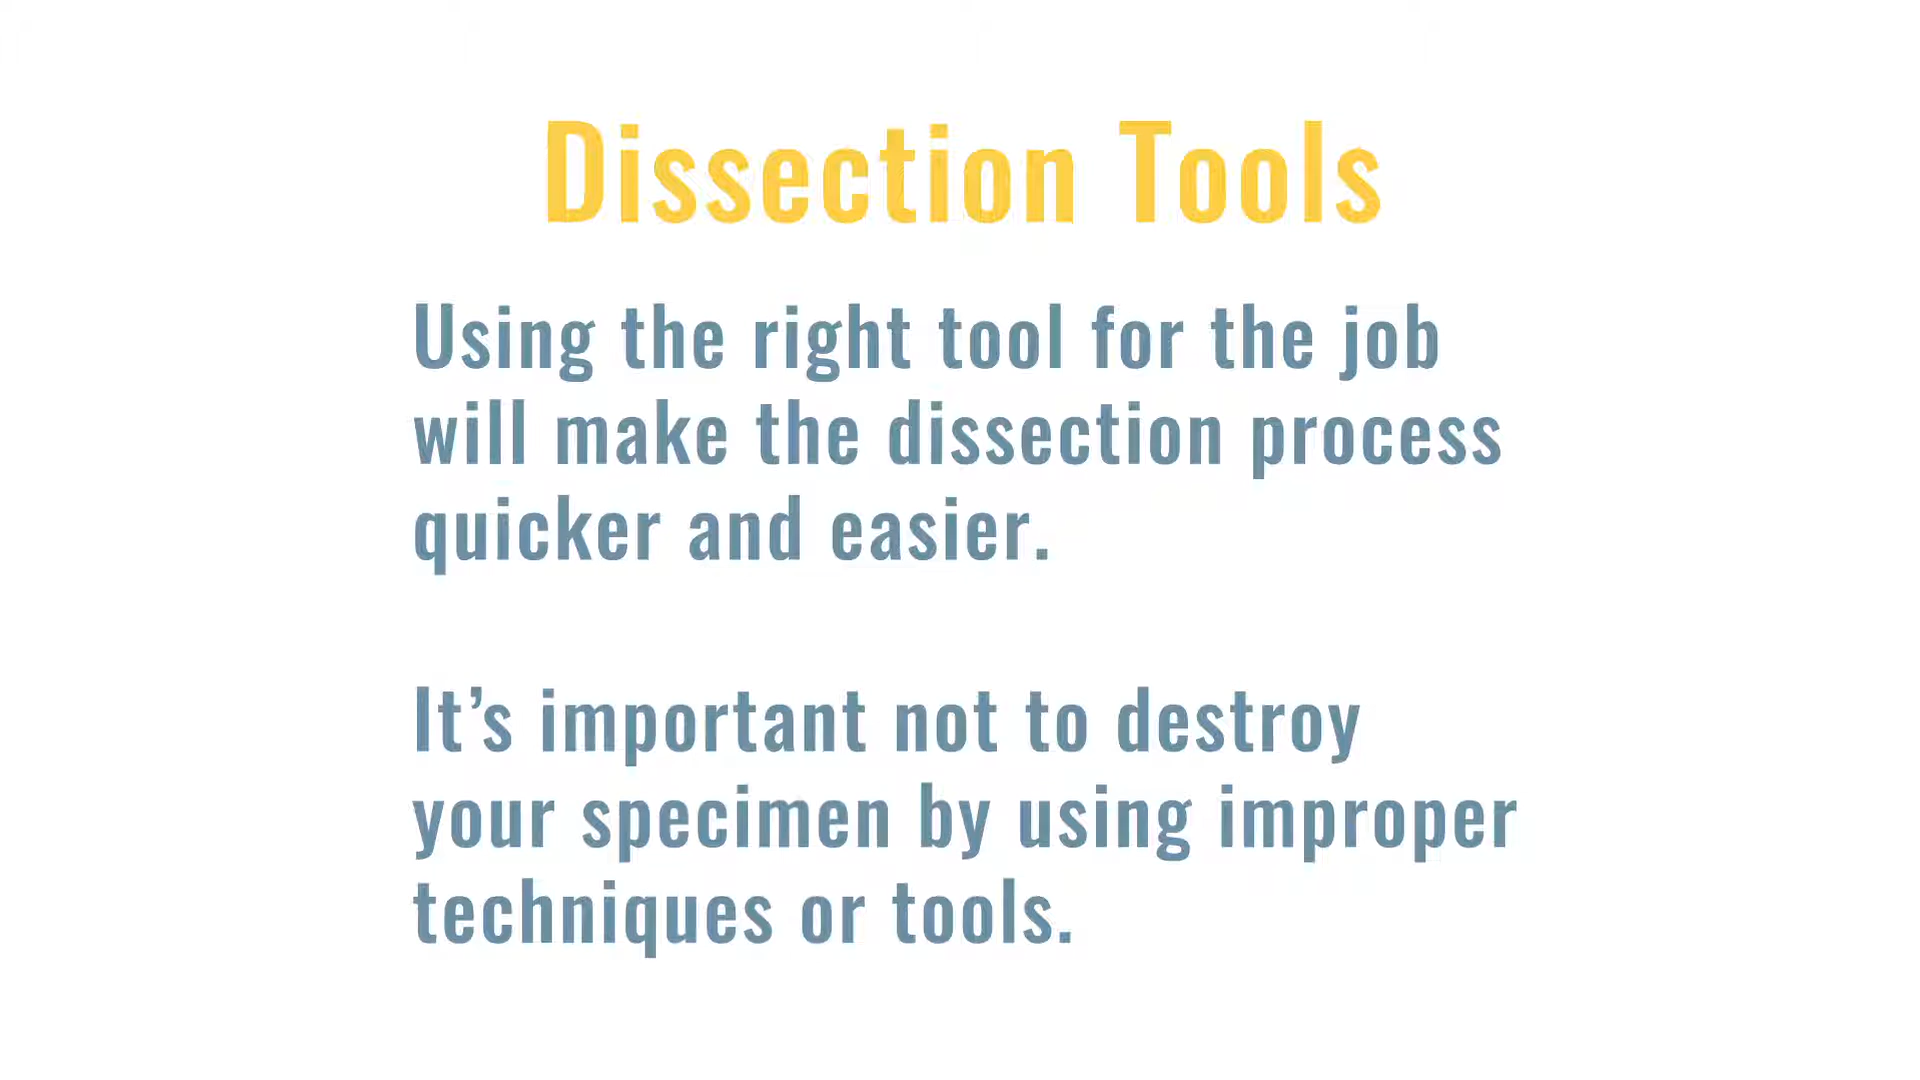 Dissection Tools
Using the right tool for the job
will make the dissection process
quicker and easier.
It’s important not to destroy
your specimen by using improper
techniques or tools.